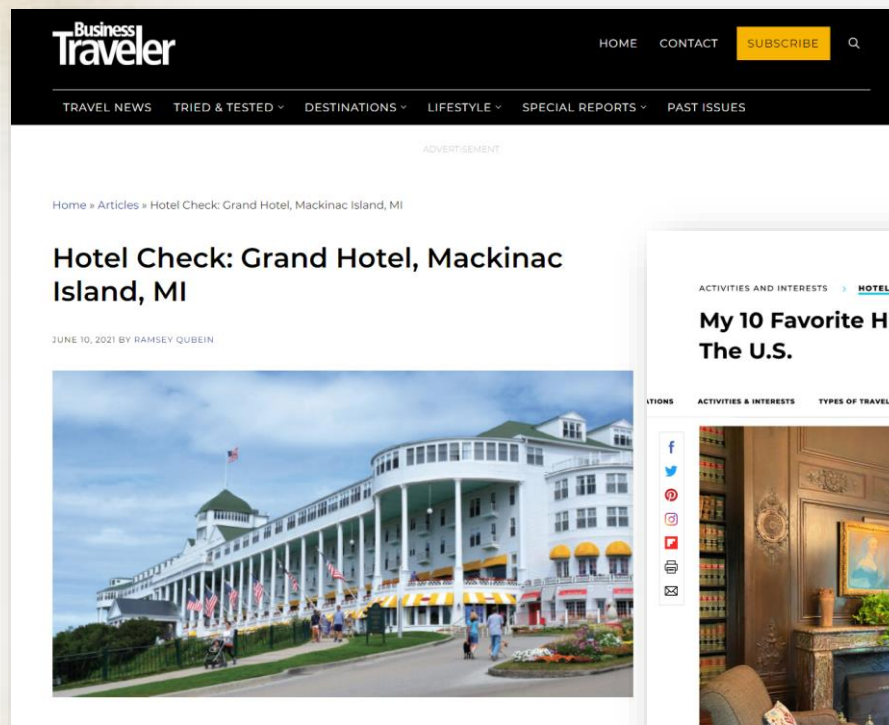 Business
Traveler
HOME CONTACT SUBSCRIBE
TRAVEL NEWS TRIED & TESTED DESTINATIONS LIFESTYLE SPECIAL REPORTS PAST ISSUES
ADVERTISEMENT
Home » Articles » Hotel Check: Grand Hotel, Mackinac Island, MI
Hotel Check: Grand Hotel, Mackinac
Island, MI
JUNE 10, 2021 BY RAMSEY QUBEIN
ACTIVITIES AND INTERESTS > HOTEL
My 10 Favorite H
The U.S.
ATIONS ACTIVITIES & INTERESTS TYPES OF TRAVEL